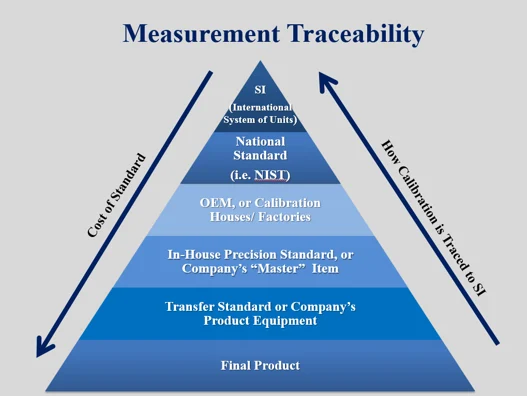 Measurement Traceability
SI
(International
System of Units)
National
Standard
(i.e. NIST)
OEM, or Calibration
Houses/ Factories
In-House Precision Standard, or
Company’s “Master” Item
Transfer Standard or Company’s
Product Equipment
Final Product
Cost of Standard
How Calibration is Traced to SI